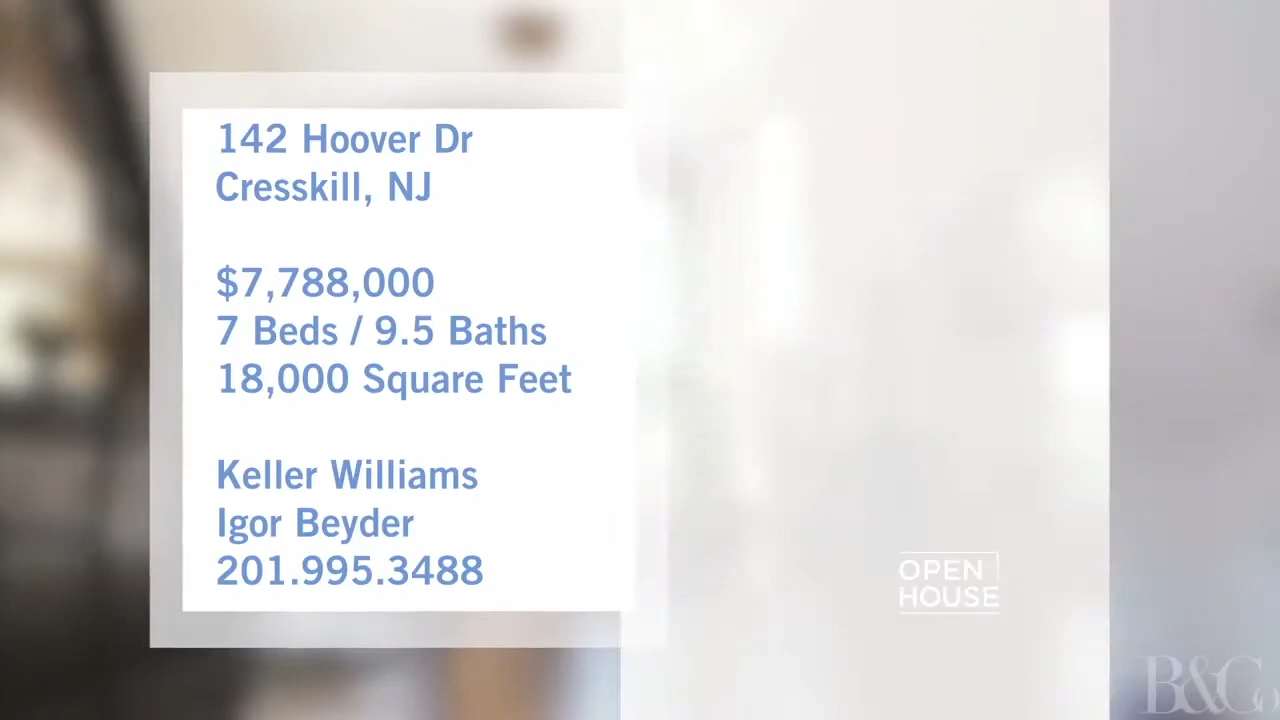 142 Hoover Dr
Cresskill, NJ
$7,788,000
7 Beds / 9.5 Baths
18,000 Square Feet
Keller Williams
Igor Beyder
201.995.3488
OPEN
HOUSE
B&C